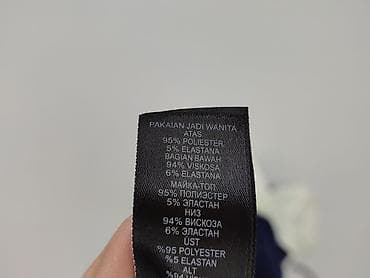 PAKAIAN JADI WANITA
ATAS
95% POLIESTER
5% ELASTANA
BAGIAN BAWAH
94% VISKOSA
6% ELASTANA
МАЙКА-ТОП
95% ПОЛИЭСТЕР
5% ЭЛАСТАН
НИЗ
94% ВИСКОЗА
6% ЭЛАСТАН
ÜST
%95 POLYESTER
%5 ELASTAN
ALT